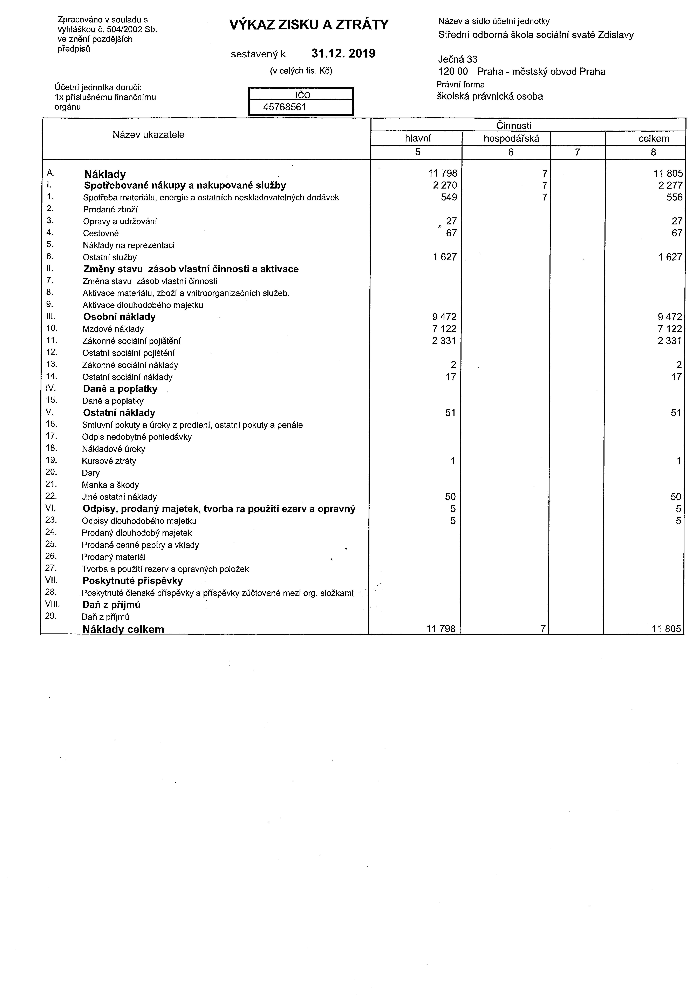 Zpracováno v souladu s
vyhláškou č. 504/2002 Sb.
ve znění pozdějších
předpisů
VÝKAZ ZISKU A ZTRÁTY
sestavený k 31.12. 2019
(v celých tis. Kč)
Název a sídlo účetní jednotky
Střední odborná škola sociální svaté Zdislavy
Ječná 33
120 00 Praha - městský obvod Praha
Právní forma
školská právnická osoba
Účetní jednotka doručí:
1x příslušnému finančnímu
orgánu
IČO
45768561
Název ukazatele
Činnosti
hlavní hospodářská celkem
5 6 7 8
A. Náklady 11 798 7 11 805
I. Spotřebované nákupy a nakupované služby 2 270 7 2 277
1. Spotřeba materiálu, energie a ostatních neskladovatelných dodávek 549 7 556
2. Prodané zboží
3. Opravy a udržování 27 27
4. Cestovné 67 67
5. Náklady na reprezentaci
6. Ostatní služby 1 627 1 627
II. Změny stavu zásob vlastní činnosti a aktivace
7. Změna stavu zásob vlastní činnosti
8. Aktivace materiálu, zboží a vnitroorganizačních služeb.
9. Aktivace dlouhodobého majetku
III. Osobní náklady 9 472 9 472
10. Mzdové náklady 7 122 7 122
11. Zákonné sociální pojištění 2 331 2 331
12. Ostatní sociální pojištění
13. Zákonné sociální náklady 2 2
14. Ostatní sociální náklady 17 17
IV. Daně a poplatky
15. Daně a poplatky
V. Ostatní náklady 51 51
16. Smluvní pokuty a úroky z prodlení, ostatní pokuty a penále
17. Odpis nedobytné pohledávky
18. Nákladové úroky
19. Kursové ztráty 1 1
20. Dary
21. Manka a škody
22. Jiné ostatní náklady 50 50
VI. Odpisy, prodaný majetek, tvorba ra použití ezerv a opravný 5 5
23. Odpisy dlouhodobého majetku 5 5
24. Prodaný dlouhodobý majetek
25. Prodané cenné papíry a vklady
26. Prodaný materiál
27. Tvorba a použití rezerv a opravných položek
VII. Poskytnuté příspěvky
28. Poskytnuté členské příspěvky a příspěvky zúčtované mezi org. složkami
VIII. Daň z příjmů
29. Daň z příjmů
Náklady celkem 11 798 7 11 805